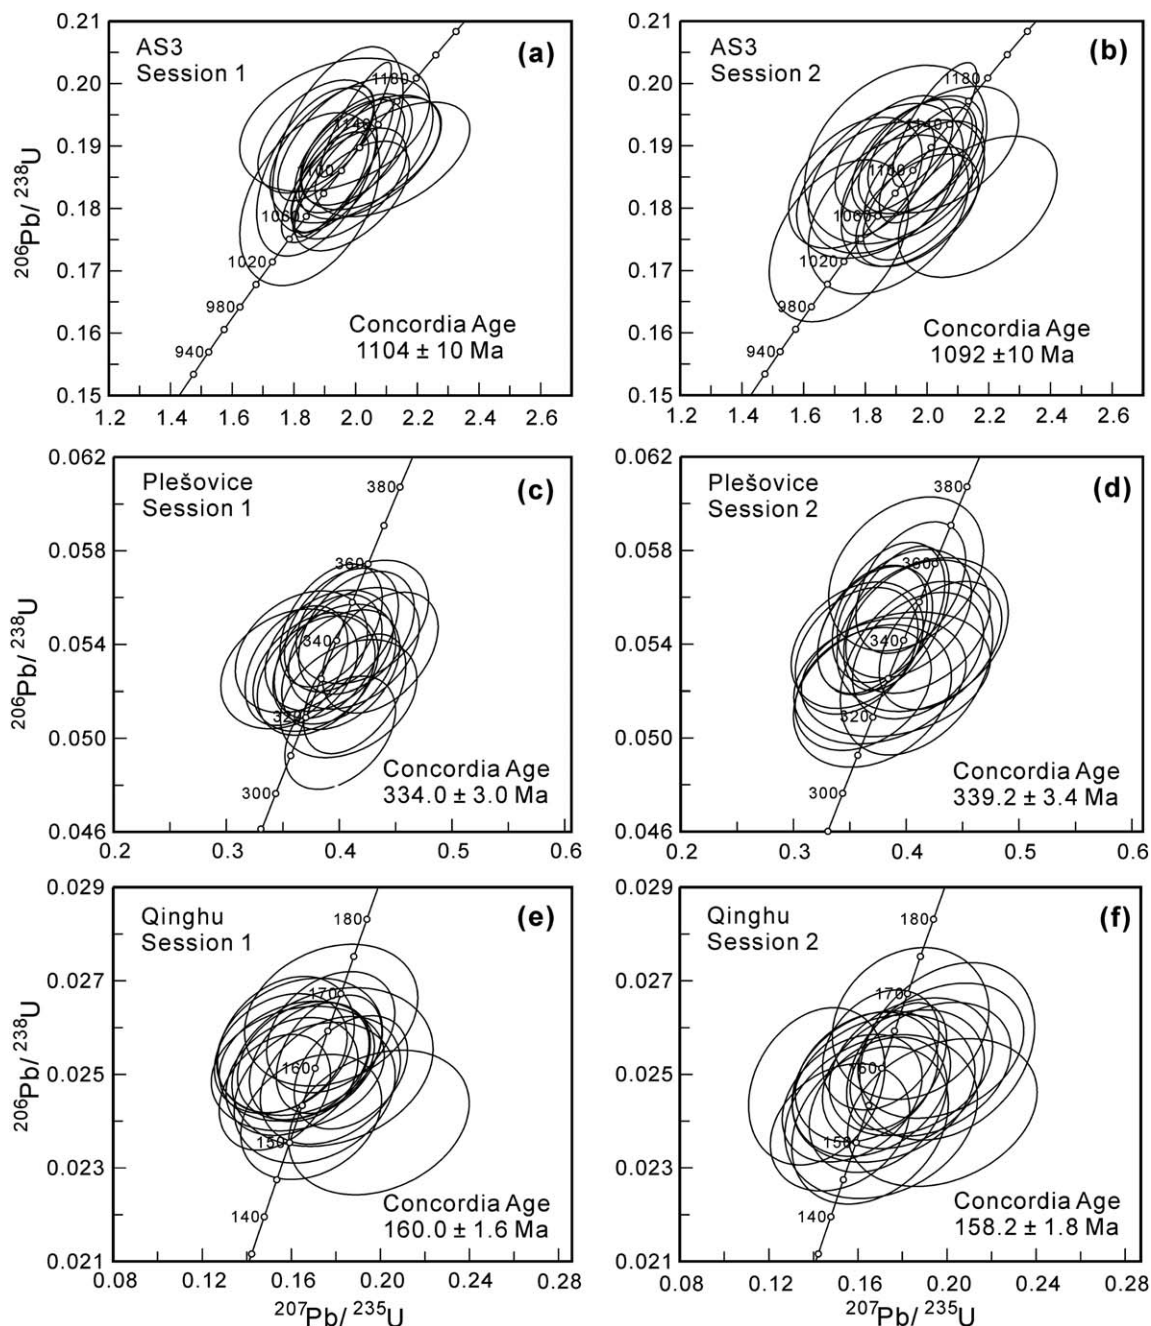 AS3
Session 1
(a)
0.21
0.20
0.19
0.18
0.17
0.16
0.15
206Pb/ 238U
1180
1140
1060
1020
980
940
Concordia Age
1104 ± 10 Ma
1.2 1.4 1.6 1.8 2.0 2.2 2.4 2.6
AS3
Session 2
(b)
0.21
0.20
0.19
0.18
0.17
0.16
0.15
1180
1140
1100
1060
1020
980
940
Concordia Age
1092 ±10 Ma
1.2 1.4 1.6 1.8 2.0 2.2 2.4 2.6
Plešovice
Session 1
(c)
0.062
0.058
0.054
0.050
0.046
206Pb/ 238U
380
360
340
320
300
Concordia Age
334.0 ± 3.0 Ma
0.2 0.3 0.4 0.5 0.6
Plešovice
Session 2
(d)
0.062
0.058
0.054
0.050
0.046
380
360
340
320
300
Concordia Age
339.2 ± 3.4 Ma
0.2 0.3 0.4 0.5 0.6
Qinghu
Session 1
(e)
0.029
0.027
0.025
0.023
0.021
206Pb/ 238U
180
170
160
150
140
Concordia Age
160.0 ± 1.6 Ma
0.08 0.12 0.16 0.20 0.24 0.28
207Pb/ 235U
Qinghu
Session 2
(f)
0.029
0.027
0.025
0.023
0.021
180
170
160
150
140
Concordia Age
158.2 ± 1.8 Ma
0.08 0.12 0.16 0.20 0.24 0.28
207Pb/ 235U